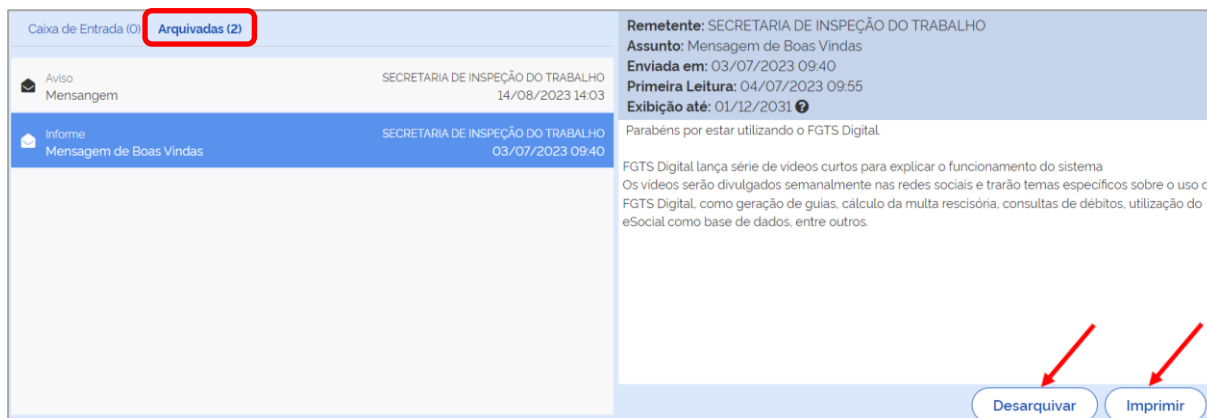 Caixa de Entrada (0) Arquivadas (2)
Aviso SECRETARIA DE INSPEÇÃO DO TRABALHO
Mensangem 14/08/2023 14:03
Informe SECRETARIA DE INSPEÇÃO DO TRABALHO
Mensagem de Boas Vindas 03/07/2023 09:40
Remetente: SECRETARIA DE INSPEÇÃO DO TRABALHO
Assunto: Mensagem de Boas Vindas
Enviada em: 03/07/2023 09:40
Primeira Leitura: 04/07/2023 09:55
Exibição até: 01/12/2031 ?
Parabéns por estar utilizando o FGTS Digital.
FGTS Digital lança série de vídeos curtos para explicar o funcionamento do sistema
Os vídeos serão divulgados semanalmente nas redes sociais e trarão temas específicos sobre o uso
FGTS Digital, como geração de guias, cálculo da multa rescisória, consultas de débitos, utilização do
eSocial como base de dados, entre outros.
Desarquivar Imprimir